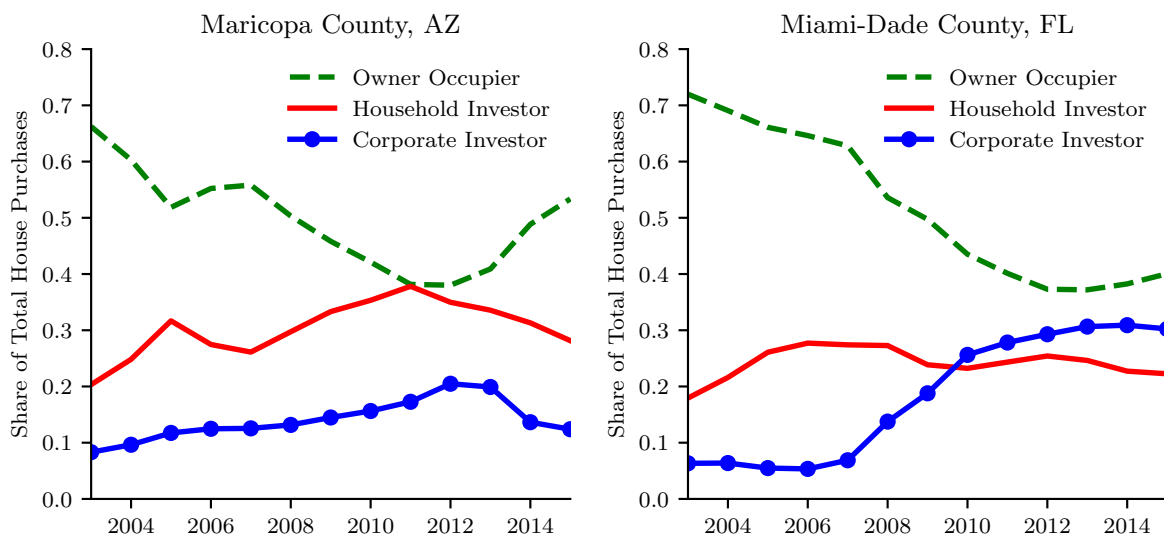 Maricopa County, AZ
Share of Total House Purchases
0.8
0.7
0.6
0.5
0.4
0.3
0.2
0.1
0.0
Owner Occupier
Household Investor
Corporate Investor
2004 2006 2008 2010 2012 2014
Miami-Dade County, FL
Share of Total House Purchases
0.8
0.7
0.6
0.5
0.4
0.3
0.2
0.1
0.0
Owner Occupier
Household Investor
Corporate Investor
2004 2006 2008 2010 2012 2014